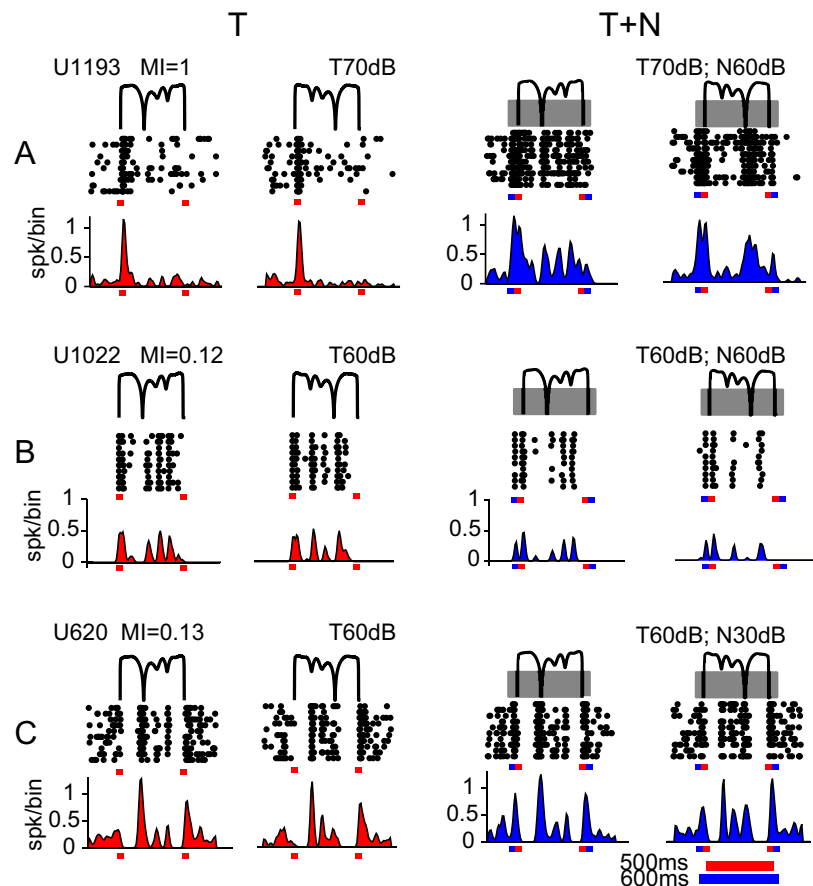 T T+N
U1193 MI=1 T70dB T70dB; N60dB
A
spk/bin
1
0.5
0
1
0.5
0
U1022 MI=0.12 T60dB T60dB; N60dB
B
spk/bin
1
0.5
0
1
0.5
0
U620 MI=0.13 T60dB T60dB; N30dB
C
spk/bin
1
0.5
0
1
0.5
0
500ms
600ms